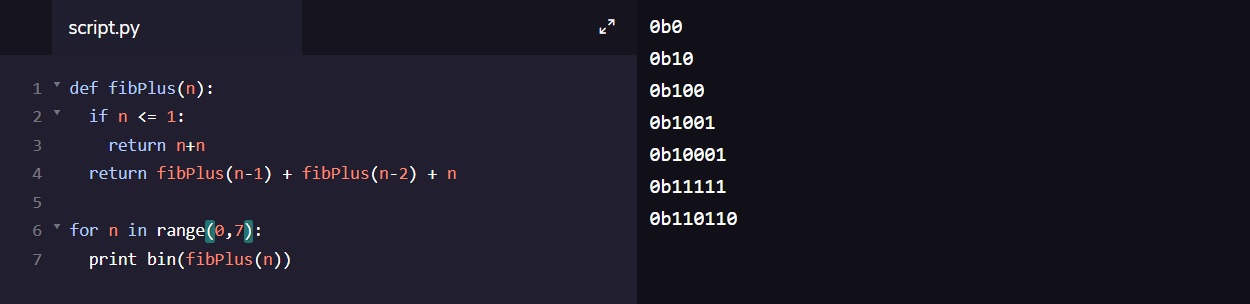 script.py
1 def fibPlus(n):
2   if n <= 1:
3     return n+n
4   return fibPlus(n-1) + fibPlus(n-2) + n
5
6 for n in range(0,7):
7   print bin(fibPlus(n))
0b0
0b10
0b100
0b1001
0b10001
0b11111
0b110110